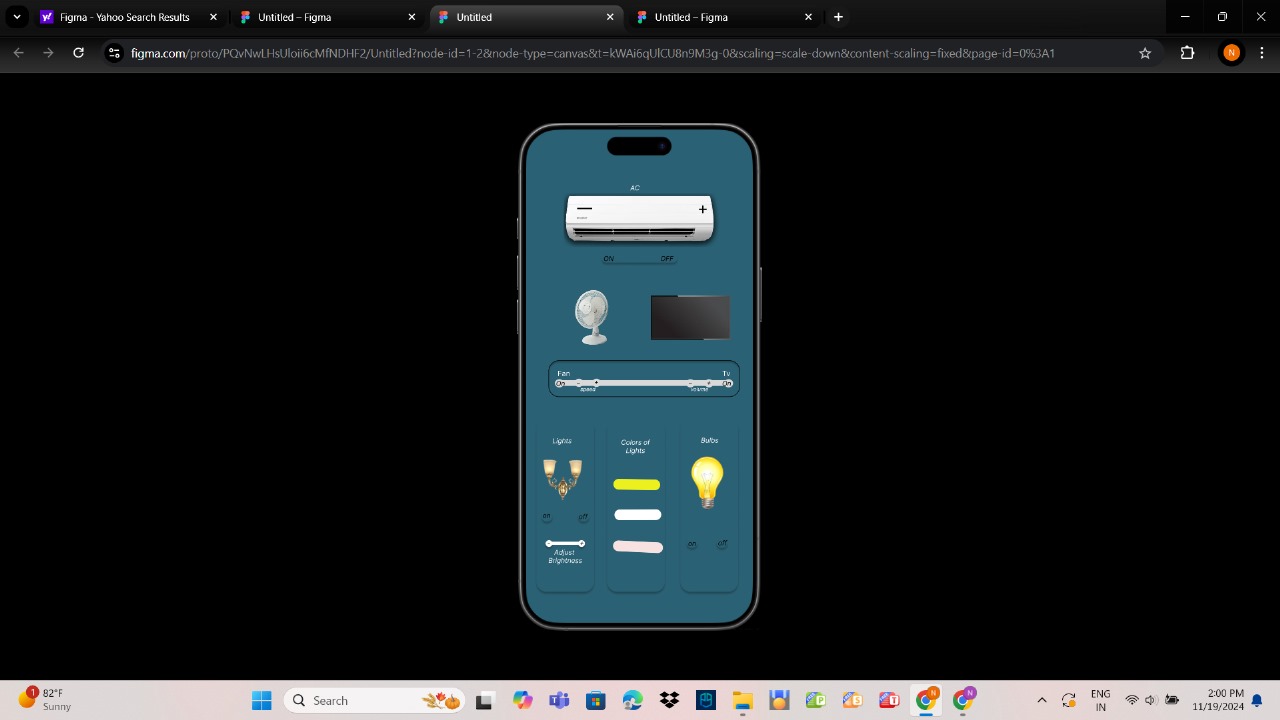 Figma - Yahoo Search Results
Untitled – Figma
Untitled
Untitled – Figma
figma.com/proto/PQvNwLHsUloii6cMfNDHF2/Untitled?node-id=1-2&node-type=canvas&t=kWAi6qUlCU8n9M3g-0&scaling=scale-down&content-scaling=fixed&page-id=0%3A1
N
AC
ON OFF
Fan Tv
On On
speed volume
Lights
Colors of
Lights
Bulbs
on off
on off
Adjust
Brightness
1
82°F
Sunny
Search
N
N
ENG
IN
2:00 PM
11/19/2024